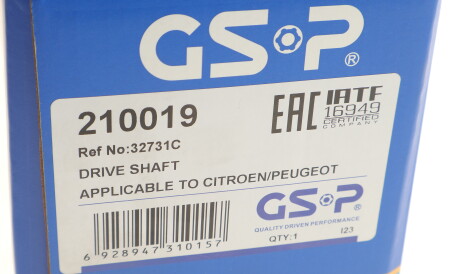 GSP®
210019
EAC IATF
16949
CERTIFIED
COMPANY
Ref No:32731C
DRIVE SHAFT
APPLICABLE TO CITROEN/PEUGEOT
GSP®
QUALITY-DRIVEN PERFORMANCE
QTY:1 I23
6 928947 310157